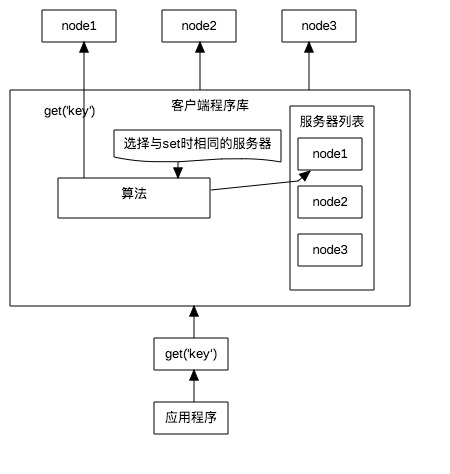 node1
node2
node3
客户端程序库
get('key')
服务器列表
选择与set时相同的服务器
node1
算法
node2
node3
get('key')
应用程序